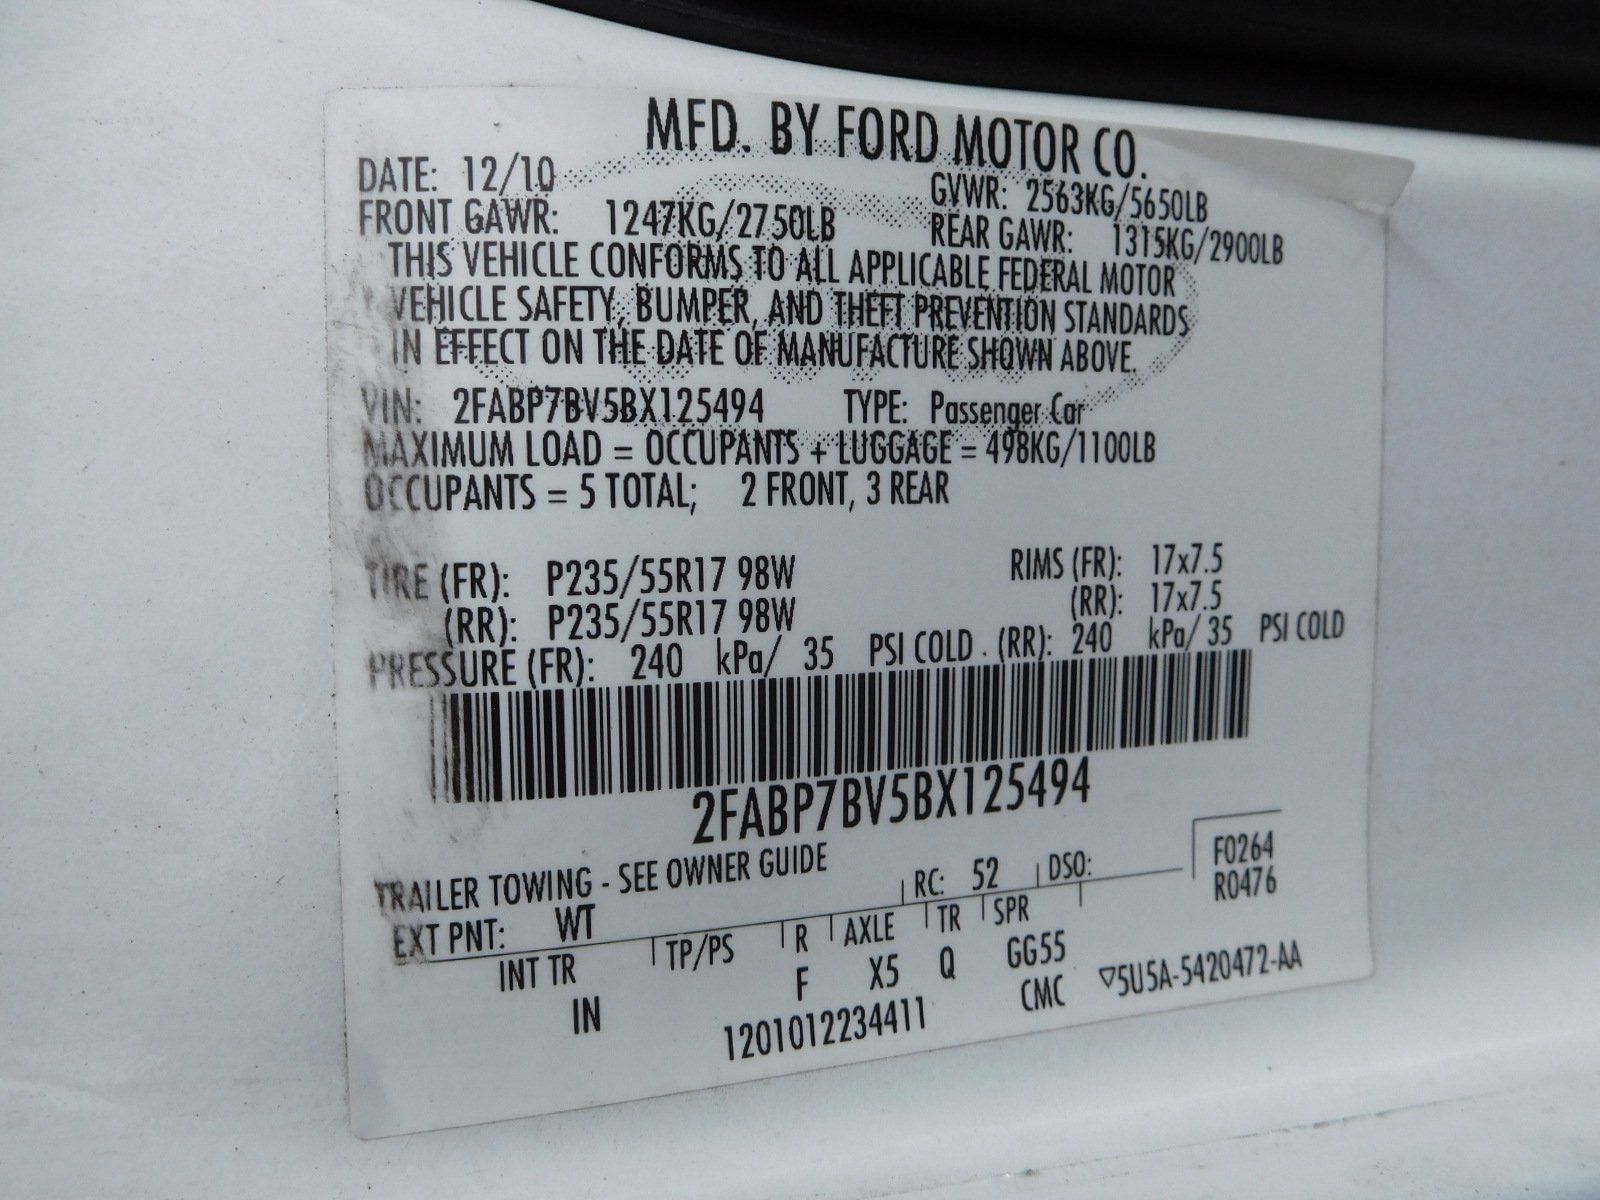 MFD. BY FORD MOTOR CO.
DATE: 12/10 GVWR: 2563KG/5650LB
FRONT GAWR: 1247KG/2750LB REAR GAWR: 1315KG/2900LB
THIS VEHICLE CONFORMS TO ALL APPLICABLE FEDERAL MOTOR
VEHICLE SAFETY, BUMPER, AND THEFT PREVENTION STANDARDS
IN EFFECT ON THE DATE OF MANUFACTURE SHOWN ABOVE.
VIN: 2FABP7BV5BX125494 TYPE: Passenger Car
MAXIMUM LOAD = OCCUPANTS + LUGGAGE = 498KG/1100LB
OCCUPANTS = 5 TOTAL; 2 FRONT, 3 REAR
TIRE (FR): P235/55R17 98W RIMS (FR): 17x7.5
(RR): P235/55R17 98W (RR): 17x7.5
PRESSURE (FR): 240 kPa/ 35 PSI COLD . (RR): 240 kPa/ 35 PSI COLD
2FABP7BV5BX125494
TRAILER TOWING - SEE OWNER GUIDE
F0264
EXT PNT: WT RC: 52 DSO: R0476
INT TR TP/PS R AXLE TR SPR
IN F X5 Q GG55
1201012234411 CMC ▽5U5A-5420472-AA